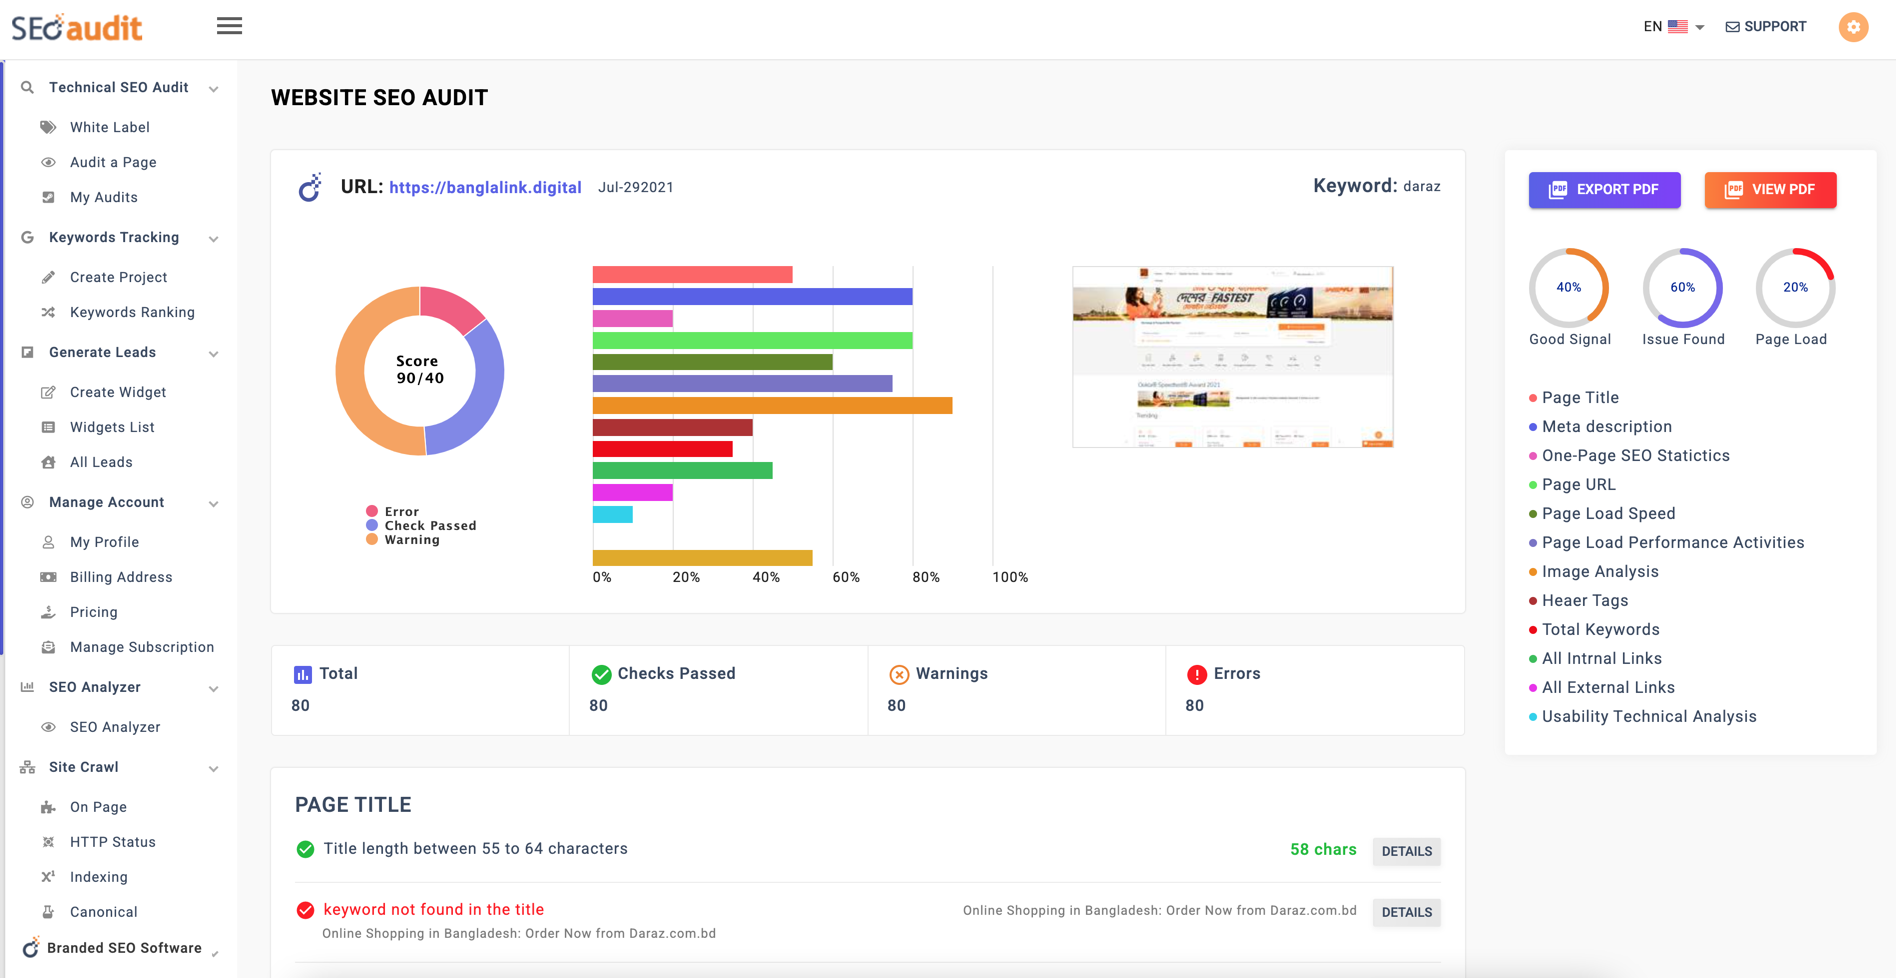 SEOaudit
EN
SUPPORT
Technical SEO Audit
White Label
Audit a Page
My Audits
Keywords Tracking
Create Project
Keywords Ranking
Generate Leads
Create Widget
Widgets List
All Leads
Manage Account
My Profile
Billing Address
Pricing
Manage Subscription
SEO Analyzer
SEO Analyzer
Site Crawl
On Page
HTTP Status
Indexing
Canonical
Branded SEO Software
WEBSITE SEO AUDIT
URL: https://banglalink.digital Jul-292021
Keyword: daraz
Score
90/40
Error
Check Passed
Warning
0% 20% 40% 60% 80% 100%
দেশের FASTEST
Ookla® Speedtest® Award 2021
Trending
Total
80
Checks Passed
80
Warnings
80
Errors
80
PAGE TITLE
Title length between 55 to 64 characters
58 chars
DETAILS
keyword not found in the title
Online Shopping in Bangladesh: Order Now from Daraz.com.bd
Online Shopping in Bangladesh: Order Now from Daraz.com.bd
DETAILS
PDF EXPORT PDF
PDF VIEW PDF
40% 60% 20%
Good Signal Issue Found Page Load
Page Title
Meta description
One-Page SEO Statictics
Page URL
Page Load Speed
Page Load Performance Activities
Image Analysis
Heaer Tags
Total Keywords
All Intrnal Links
All External Links
Usability Technical Analysis